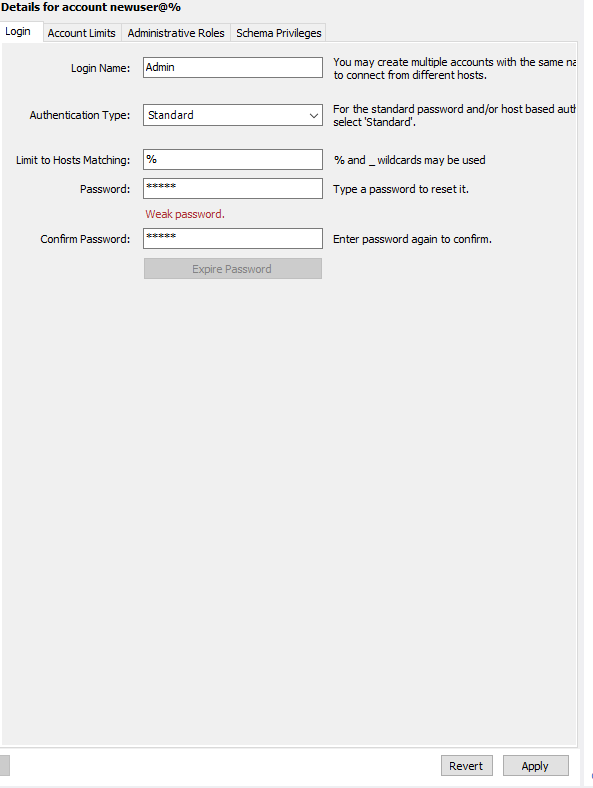 Details for account newuser@%
Login Account Limits Administrative Roles Schema Privileges
Login Name: Admin You may create multiple accounts with the same na
to connect from different hosts.
Authentication Type: Standard For the standard password and/or host based auth
select 'Standard'.
Limit to Hosts Matching: % % and _ wildcards may be used
Password: ***** Type a password to reset it.
Weak password.
Confirm Password: ***** Enter password again to confirm.
Expire Password
Revert Apply